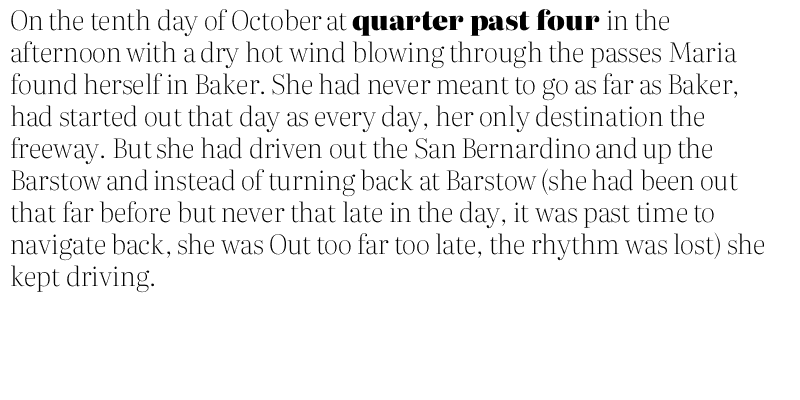 On the tenth day of October at quarter past four in the
afternoon with a dry hot wind blowing through the passes Maria
found herself in Baker. She had never meant to go as far as Baker,
had started out that day as every day, her only destination the
freeway. But she had driven out the San Bernardino and up the
Barstow and instead of turning back at Barstow (she had been out
that far before but never that late in the day, it was past time to
navigate back, she was Out too far too late, the rhythm was lost) she
kept driving.